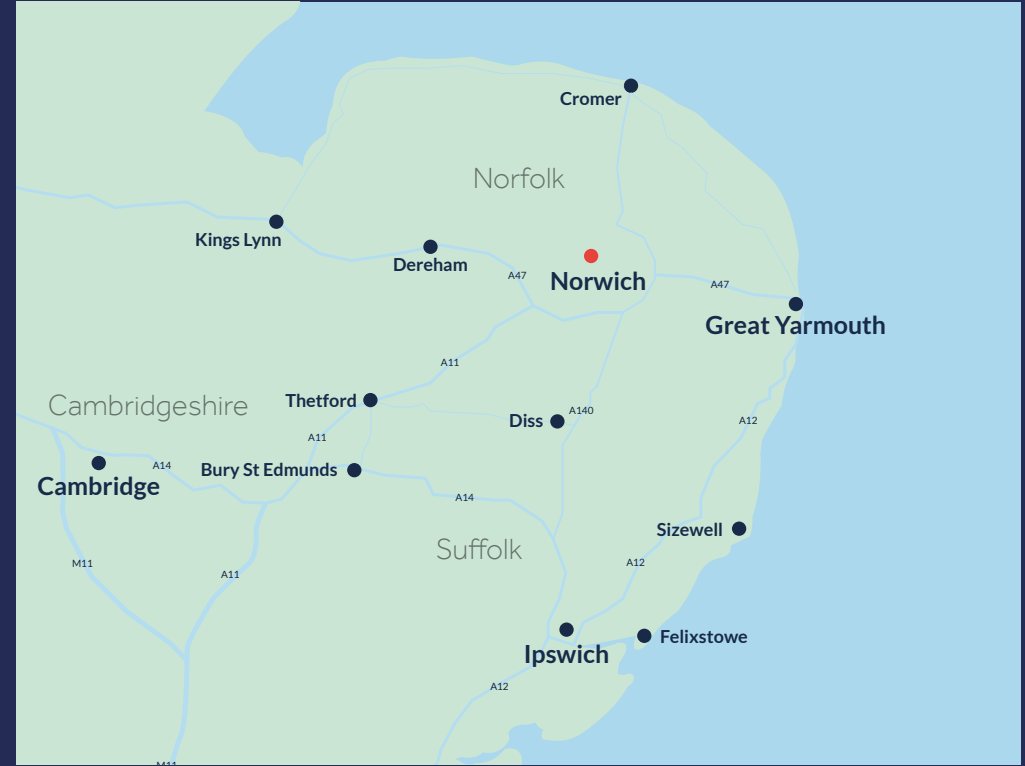 Cromer
Norfolk
Kings Lynn
Dereham
A47
Norwich
A47
Great Yarmouth
A11
Cambridgeshire
Thetford
Diss
A140
A12
A11
A14
Bury St Edmunds
Cambridge
A14
Sizewell
Suffolk
M11
A11
A12
Felixstowe
Ipswich
A12
M11